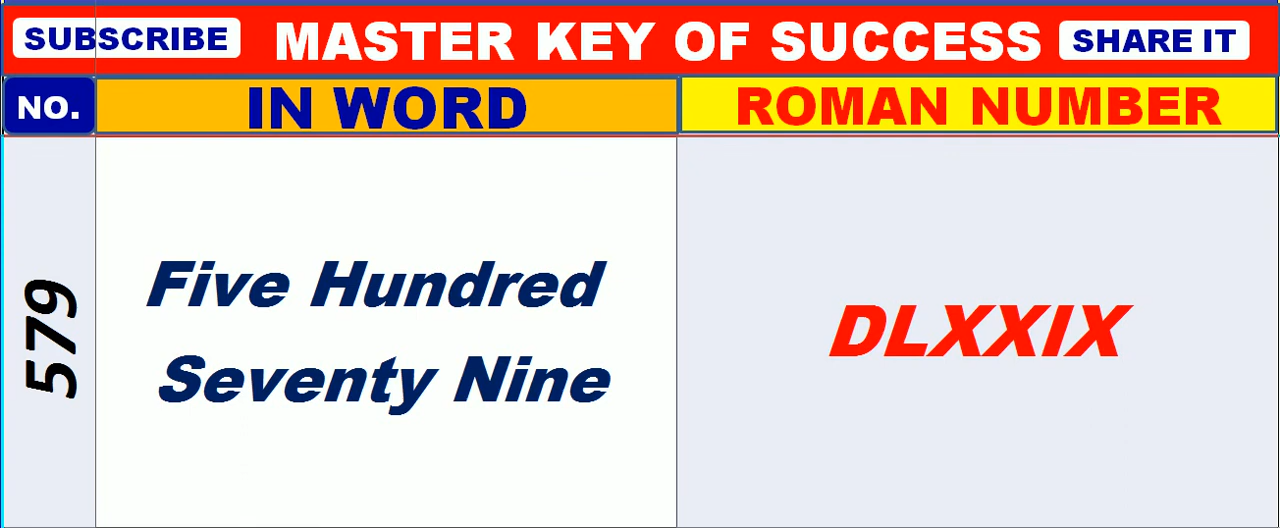 SUBSCRIBE MASTER KEY OF SUCCESS SHARE IT
NO. IN WORD ROMAN NUMBER
579
Five Hundred
Seventy Nine
DLXXIX